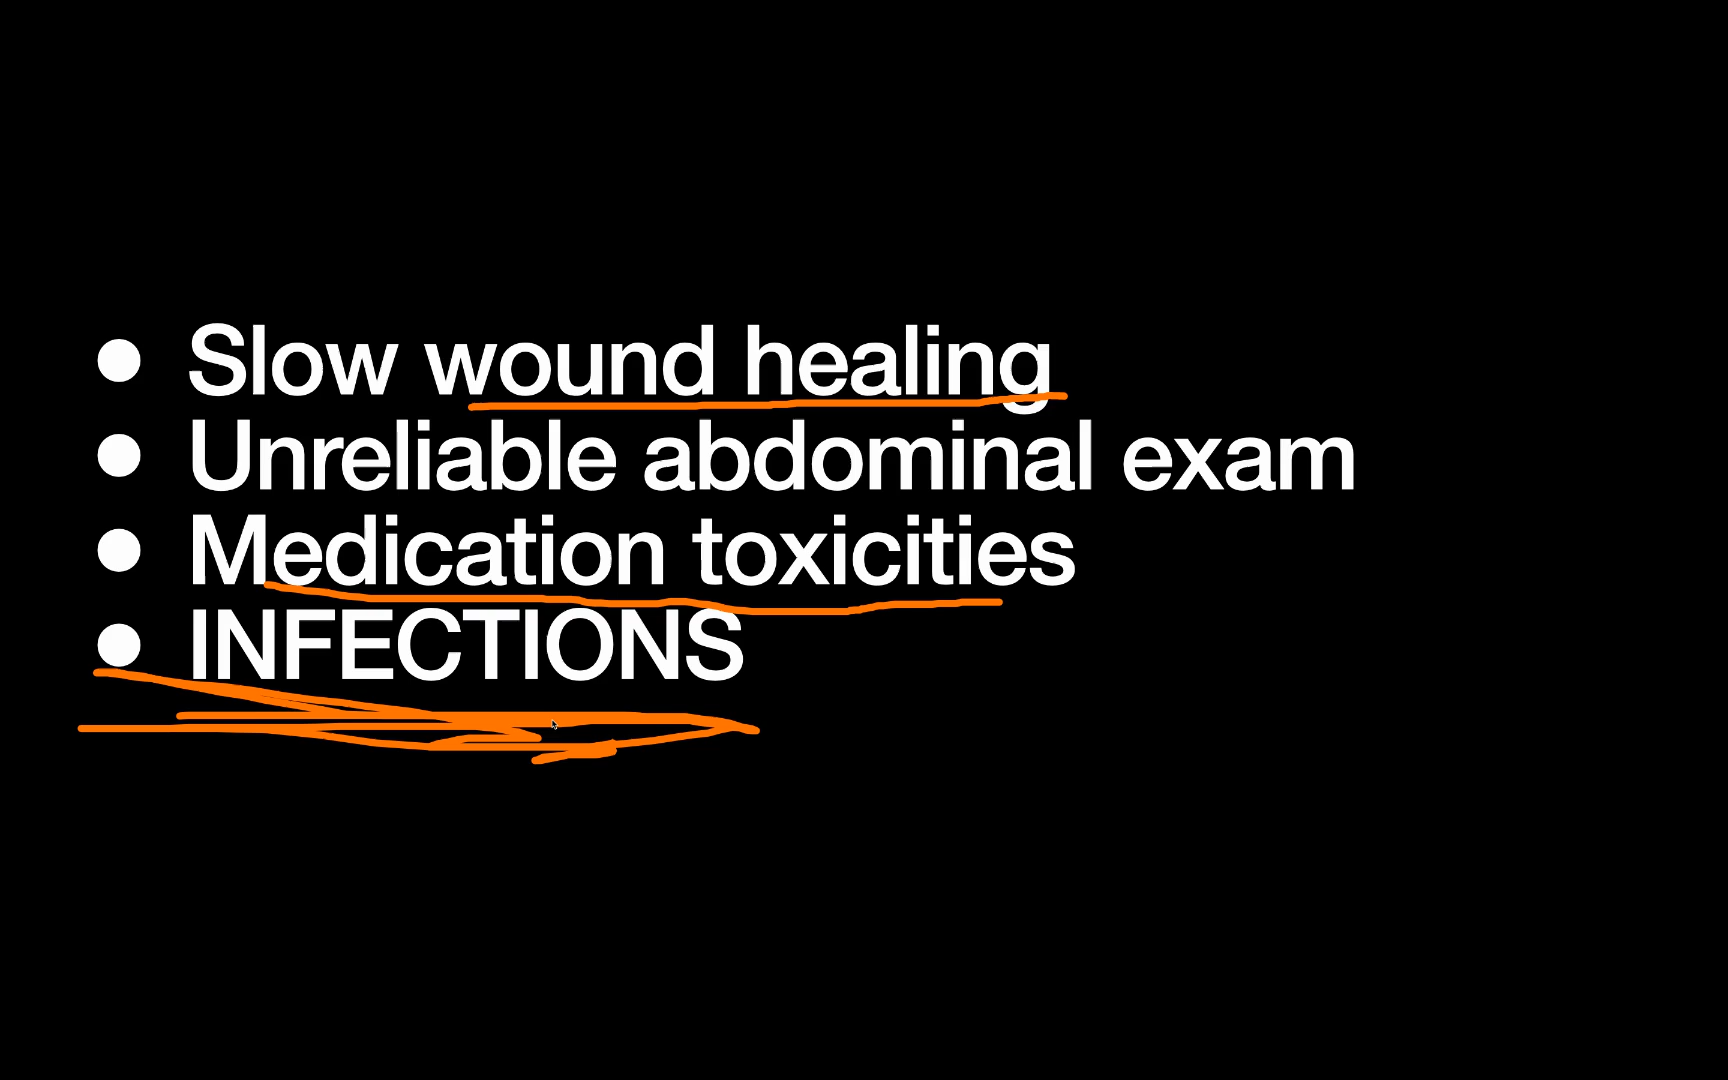 • Slow wound healing
• Unreliable abdominal exam
• Medication toxicities
• INFECTIONS